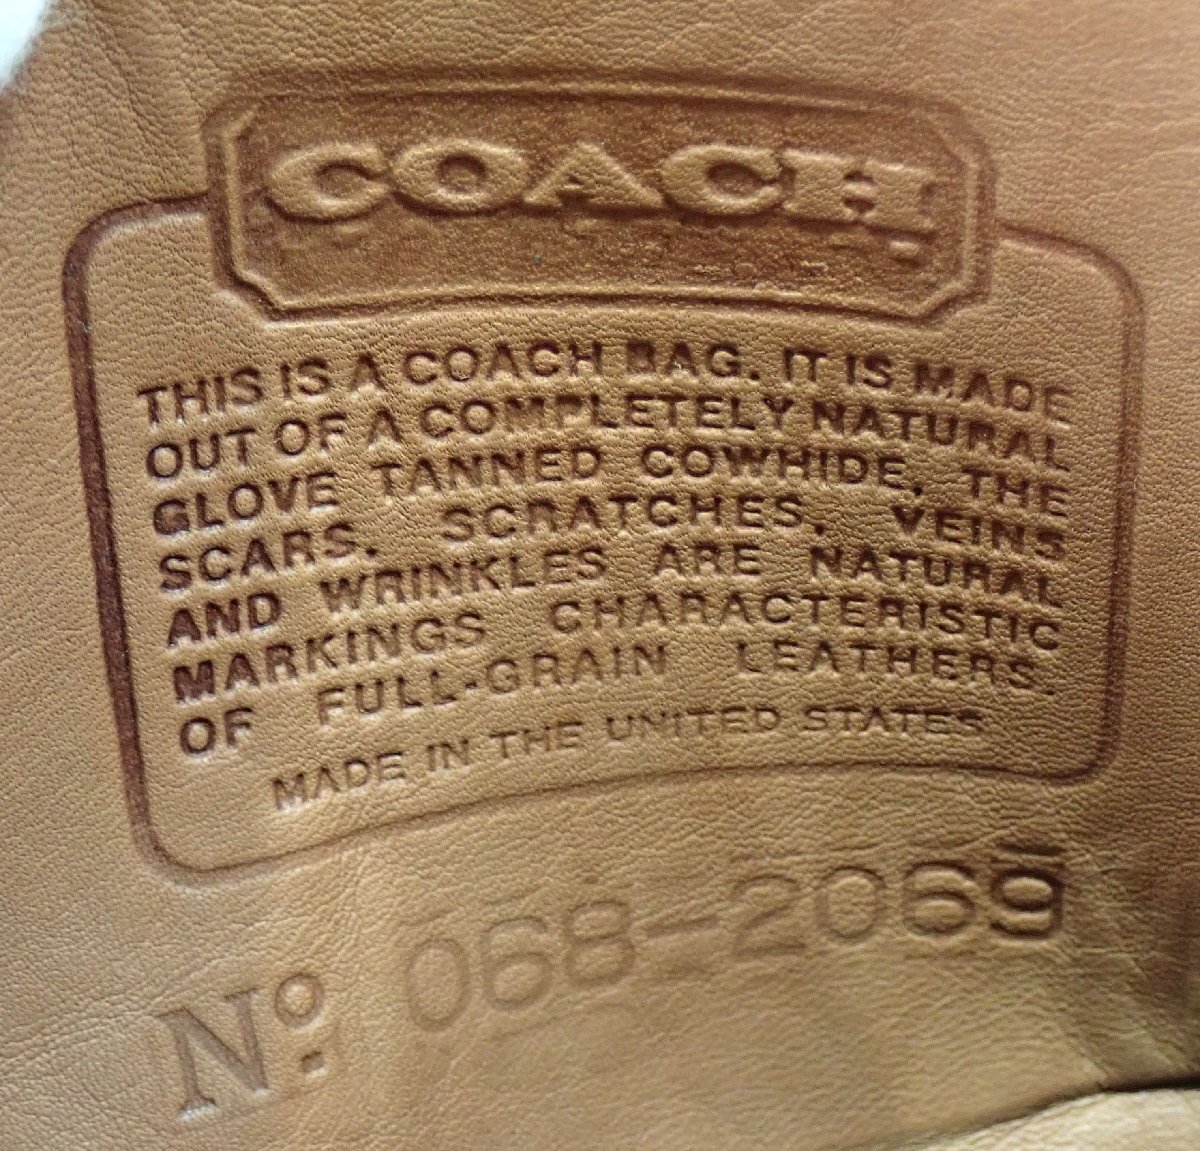 COACH
THIS IS A COACH BAG. IT IS MADE
OUT OF A COMPLETELY NATURAL
GLOVE TANNED COWHIDE, THE
SCARS, SCRATCHES, VEINS
AND WRINKLES ARE NATURAL
MARKINGS CHARACTERISTIC
OF FULL-GRAIN LEATHERS.
MADE IN THE UNITED STATES
Nº. 068-2069